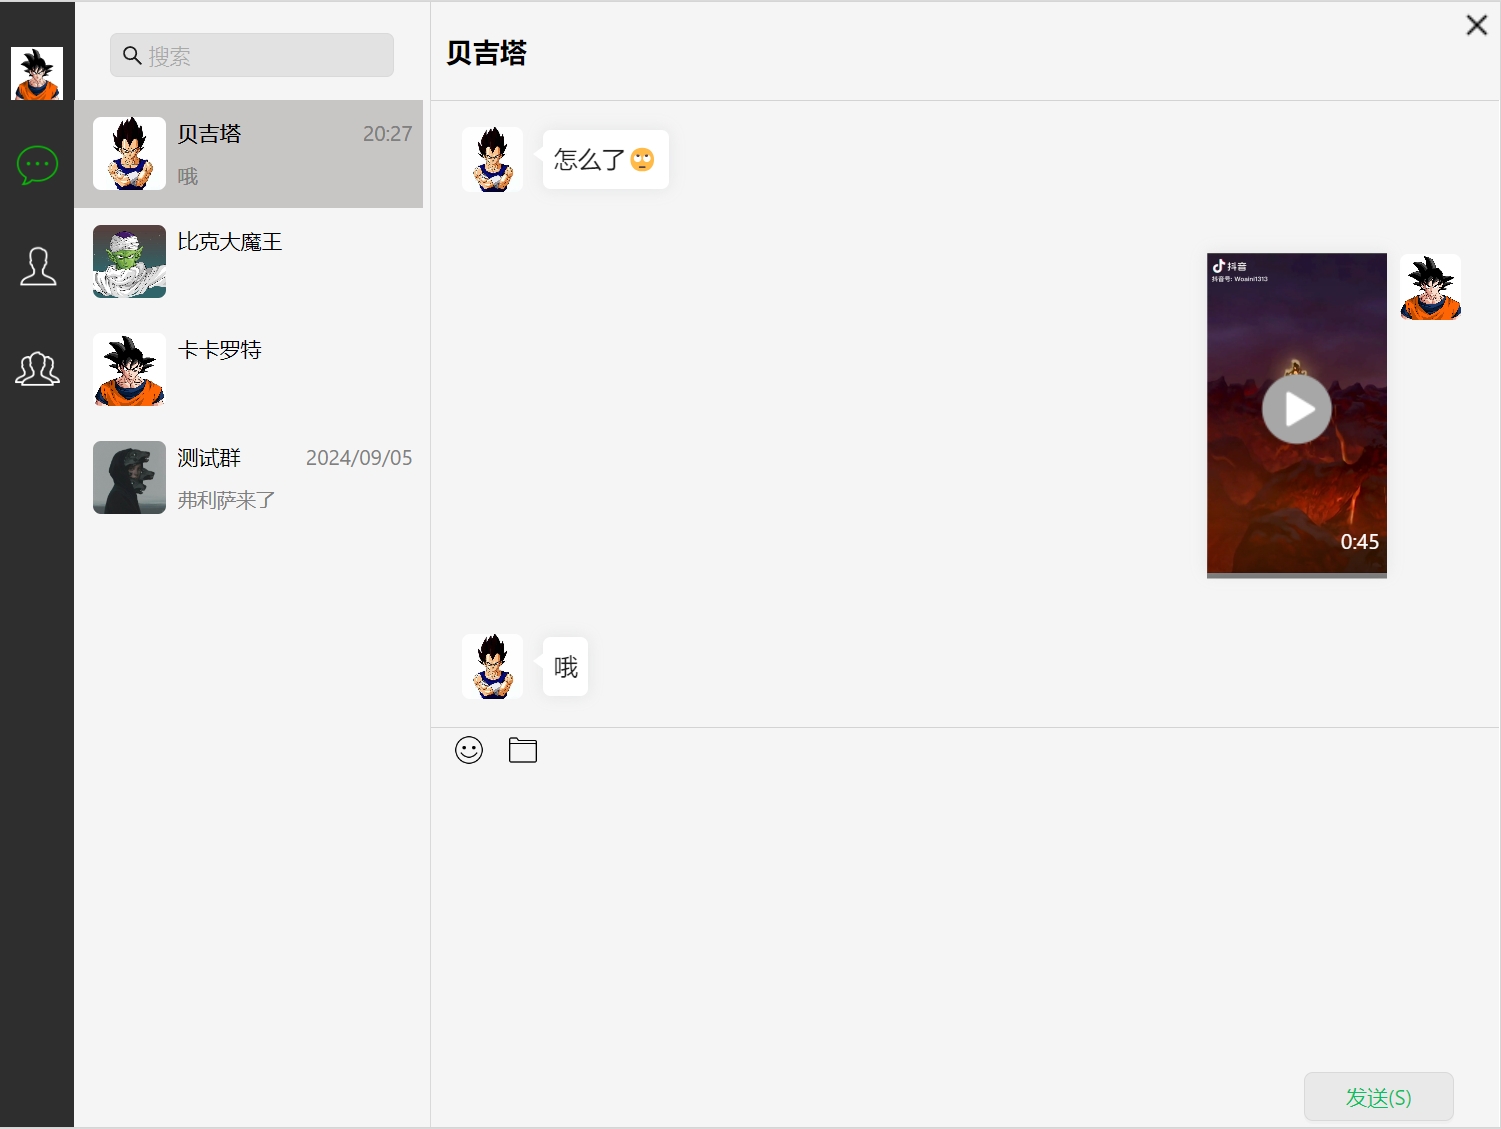 搜索
贝吉塔
20:27
哦
比克大魔王
卡卡罗特
测试群
2024/09/05
弗利萨来了
贝吉塔
怎么了🙄
抖音
抖音号: Woaini1313
0:45
哦
发送(S)